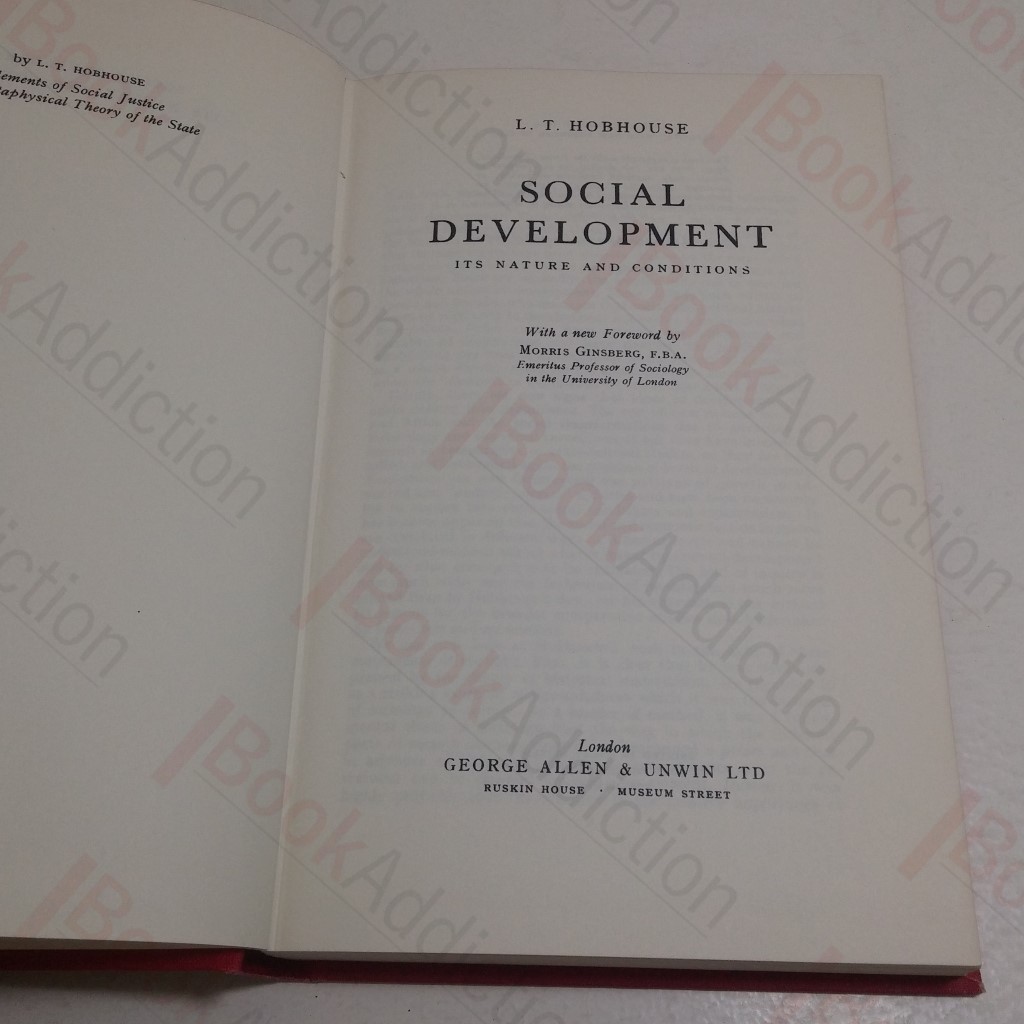 by L. T. HOBHOUSE
ements of Social Justice
aphysical Theory of the State
L. T. HOBHOUSE
SOCIAL
DEVELOPMENT
ITS NATURE AND CONDITIONS
With a new Foreword by
MORRIS GINSBERG, F.B.A.
Emeritus Professor of Sociology
in the University of London
London
GEORGE ALLEN & UNWIN LTD
RUSKIN HOUSE · MUSEUM STREET
BookAddiction